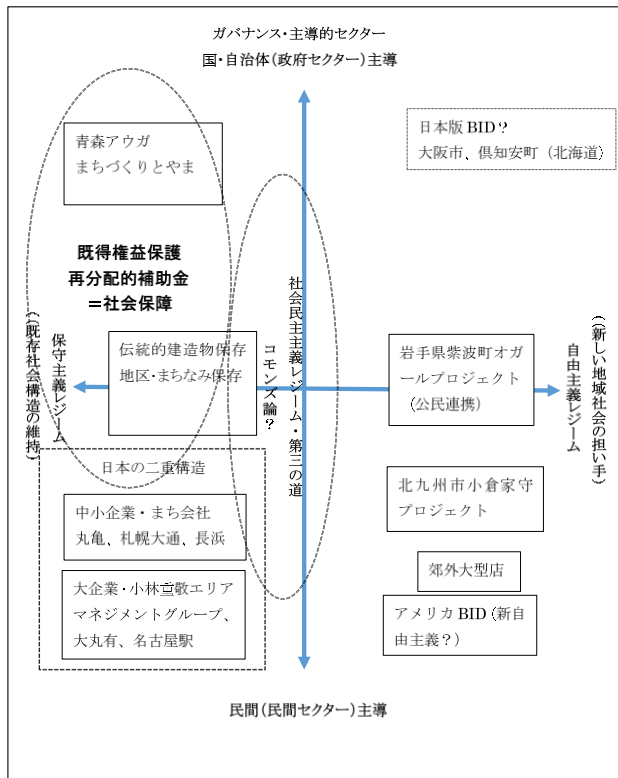 ガバナンス・主導的セクター
国・自治体(政府セクター)主導
日本版 BID？
大阪市、倶知安町（北海道）
青森アウガ
まちづくりとやま
既得権益保護
再分配的補助金
＝社会保障
社会民主主義レジーム・第三の道
コモンズ論？
保守主義レジーム
((既存社会構造の維持)
伝統的建造物保存
地区・まちなみ保存
岩手県紫波町オガ
ールプロジェクト
（公民連携）
自由主義レジーム
((新しい地域社会の担い手)
日本の二重構造
中小企業・まち会社
丸亀、札幌大通、長浜
大企業・小林重敬エリア
マネジメントグループ、
大丸有、名古屋駅
北九州市小倉家守
プロジェクト
郊外大型店
アメリカ BID（新自
由主義？）
民間(民間セクター)主導